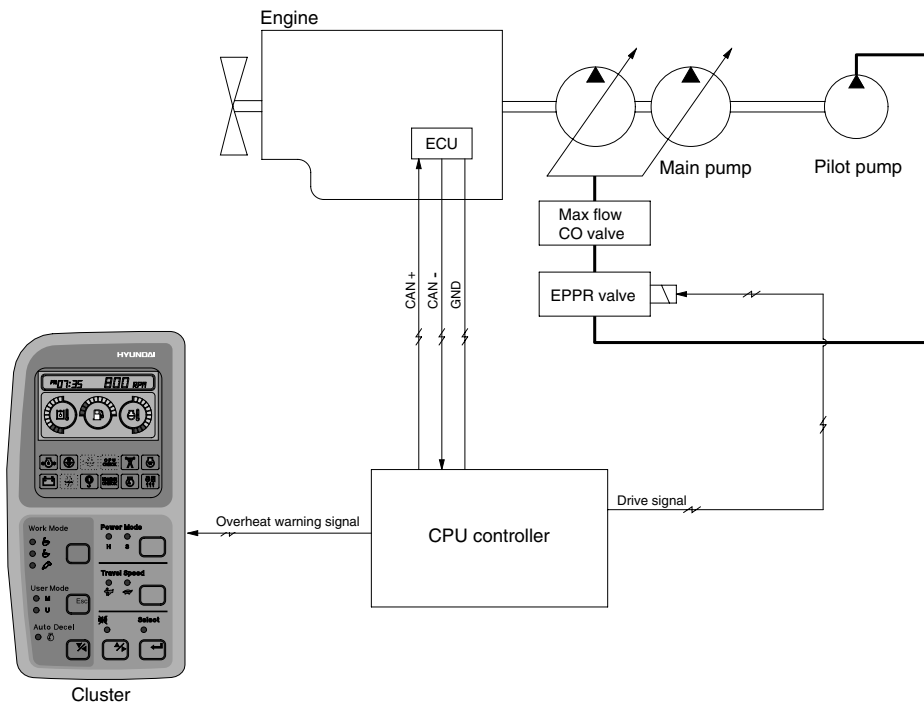 Engine
ECU
Main pump
Pilot pump
Max flow
CO valve
EPPR valve
CAN +
CAN -
GND
HYUNDAI
PM 07:35 800 RPM
Work Mode
Power Mode
H S
Travel Speed
User Mode
M
U
Esc
Auto Decel
Select
Overheat warning signal
CPU controller
Drive signal
Cluster